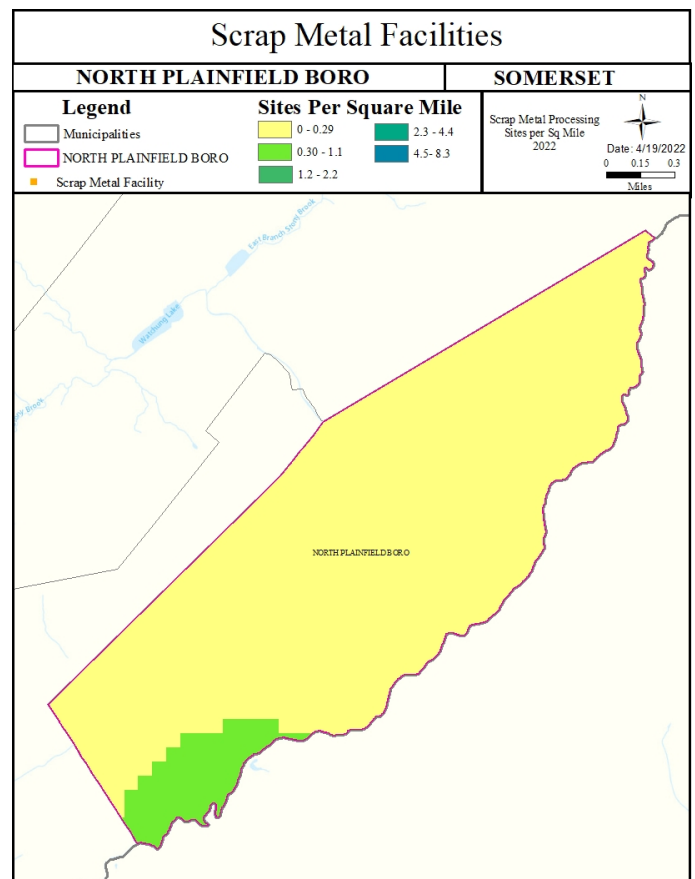 Scrap Metal Facilities
NORTH PLAINFIELD BORO
SOMERSET
Legend
Municipalities
NORTH PLAINFIELD BORO
Scrap Metal Facility
Sites Per Square Mile
0 - 0.29
0.30 - 1.1
1.2 - 2.2
2.3 - 4.4
4.5- 8.3
Scrap Metal Processing
Sites per Sq Mile
2022
N
Date: 4/19/2022
0 0.15 0.3
Miles
East Branch Stony Brook
Watchung Lake
Brook
NORTH PLAINFIELD BORO